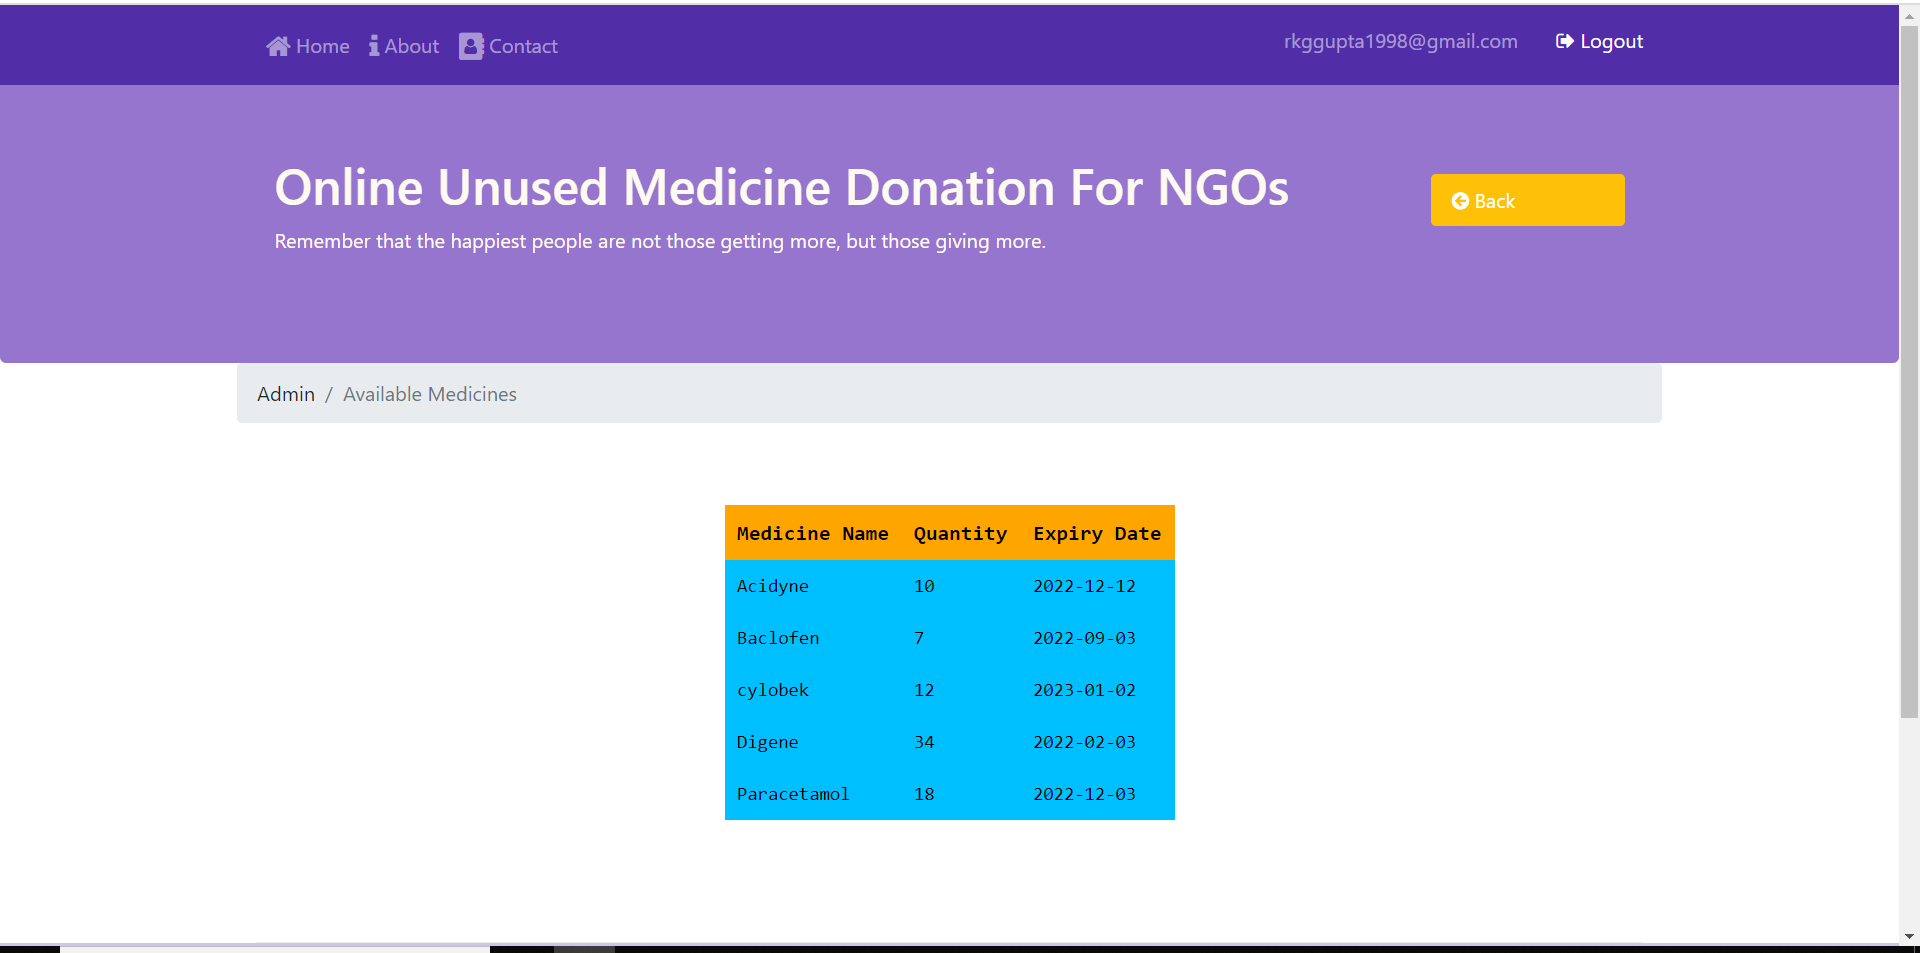 Home About Contact rkggupta1998@gmail.com Logout
Online Unused Medicine Donation For NGOs
Back
Remember that the happiest people are not those getting more, but those giving more.
Admin / Available Medicines
Medicine Name Quantity Expiry Date
Acidyne 10 2022-12-12
Baclofen 7 2022-09-03
cylobek 12 2023-01-02
Digene 34 2022-02-03
Paracetamol 18 2022-12-03